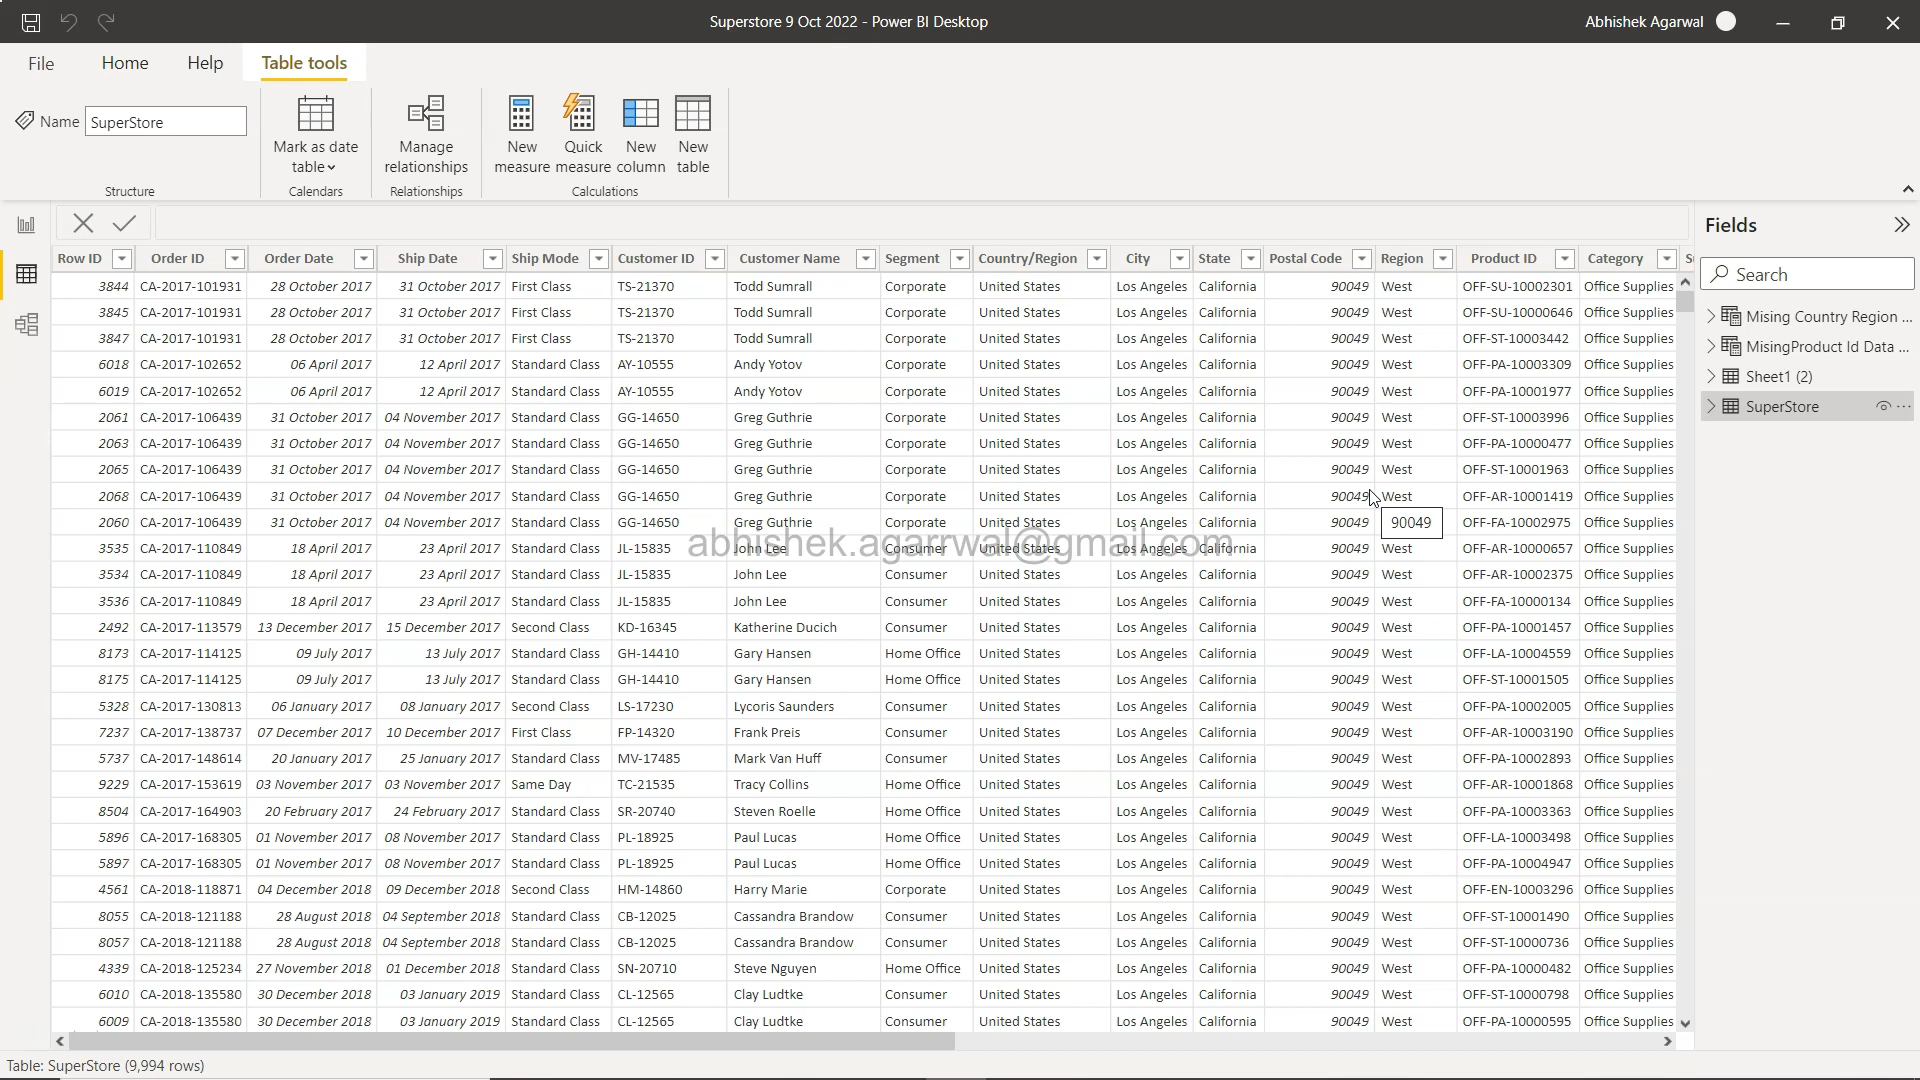 Superstore 9 Oct 2022 - Power BI Desktop
Abhishek Agarwal
File Home Help Table tools
Name SuperStore
Mark as date table
Manage relationships
New measure
Quick measure
New column
New table
Structure Calendars Relationships Calculations
Row ID Order ID Order Date Ship Date Ship Mode Customer ID Customer Name Segment Country/Region City State Postal Code Region Product ID Category
3844 CA-2017-101931 28 October 2017 31 October 2017 First Class TS-21370 Todd Sumrall Corporate United States Los Angeles California 90049 West OFF-SU-10002301 Office Supplies
3845 CA-2017-101931 28 October 2017 31 October 2017 First Class TS-21370 Todd Sumrall Corporate United States Los Angeles California 90049 West OFF-SU-10000646 Office Supplies
3847 CA-2017-101931 28 October 2017 31 October 2017 First Class TS-21370 Todd Sumrall Corporate United States Los Angeles California 90049 West OFF-ST-10003442 Office Supplies
6018 CA-2017-102652 06 April 2017 12 April 2017 Standard Class AY-10555 Andy Yotov Corporate United States Los Angeles California 90049 West OFF-PA-10003309 Office Supplies
6019 CA-2017-102652 06 April 2017 12 April 2017 Standard Class AY-10555 Andy Yotov Corporate United States Los Angeles California 90049 West OFF-PA-10001977 Office Supplies
2061 CA-2017-106439 31 October 2017 04 November 2017 Standard Class GG-14650 Greg Guthrie Corporate United States Los Angeles California 90049 West OFF-ST-10003996 Office Supplies
2063 CA-2017-106439 31 October 2017 04 November 2017 Standard Class GG-14650 Greg Guthrie Corporate United States Los Angeles California 90049 West OFF-PA-10000477 Office Supplies
2065 CA-2017-106439 31 October 2017 04 November 2017 Standard Class GG-14650 Greg Guthrie Corporate United States Los Angeles California 90049 West OFF-ST-10001963 Office Supplies
2068 CA-2017-106439 31 October 2017 04 November 2017 Standard Class GG-14650 Greg Guthrie Corporate United States Los Angeles California 90049 West OFF-AR-10001419 Office Supplies
2060 CA-2017-106439 31 October 2017 04 November 2017 Standard Class GG-14650 Greg Guthrie Corporate United States Los Angeles California 90049 90049 OFF-FA-10002975 Office Supplies
abhishek.agarrwal@gmail.com
3535 CA-2017-110849 18 April 2017 23 April 2017 Standard Class JL-15835 John Lee Consumer United States Los Angeles California 90049 West OFF-AR-10000657 Office Supplies
3534 CA-2017-110849 18 April 2017 23 April 2017 Standard Class JL-15835 John Lee Consumer United States Los Angeles California 90049 West OFF-AR-10002375 Office Supplies
3536 CA-2017-110849 18 April 2017 23 April 2017 Standard Class JL-15835 John Lee Consumer United States Los Angeles California 90049 West OFF-FA-10000134 Office Supplies
2492 CA-2017-113579 13 December 2017 15 December 2017 Second Class KD-16345 Katherine Ducich Consumer United States Los Angeles California 90049 West OFF-PA-10001457 Office Supplies
8173 CA-2017-114125 09 July 2017 13 July 2017 Standard Class GH-14410 Gary Hansen Home Office United States Los Angeles California 90049 West OFF-LA-10004559 Office Supplies
8175 CA-2017-114125 09 July 2017 13 July 2017 Standard Class GH-14410 Gary Hansen Home Office United States Los Angeles California 90049 West OFF-ST-10001505 Office Supplies
5328 CA-2017-130813 06 January 2017 08 January 2017 Second Class LS-17230 Lycoris Saunders Consumer United States Los Angeles California 90049 West OFF-PA-10002005 Office Supplies
7237 CA-2017-138737 07 December 2017 10 December 2017 First Class FP-14320 Frank Preis Consumer United States Los Angeles California 90049 West OFF-AR-10003190 Office Supplies
5737 CA-2017-148614 20 January 2017 25 January 2017 Standard Class MV-17485 Mark Van Huff Consumer United States Los Angeles California 90049 West OFF-PA-10002893 Office Supplies
9229 CA-2017-153619 03 November 2017 03 November 2017 Same Day TC-21535 Tracy Collins Home Office United States Los Angeles California 90049 West OFF-AR-10001868 Office Supplies
8504 CA-2017-164903 20 February 2017 24 February 2017 Standard Class SR-20740 Steven Roelle Home Office United States Los Angeles California 90049 West OFF-PA-10003363 Office Supplies
5896 CA-2017-168305 01 November 2017 08 November 2017 Standard Class PL-18925 Paul Lucas Home Office United States Los Angeles California 90049 West OFF-LA-10003498 Office Supplies
5897 CA-2017-168305 01 November 2017 08 November 2017 Standard Class PL-18925 Paul Lucas Home Office United States Los Angeles California 90049 West OFF-PA-10004947 Office Supplies
4561 CA-2018-118871 04 December 2018 09 December 2018 Second Class HM-14860 Harry Marie Corporate United States Los Angeles California 90049 West OFF-EN-10003296 Office Supplies
8055 CA-2018-121188 28 August 2018 04 September 2018 Standard Class CB-12025 Cassandra Brandow Consumer United States Los Angeles California 90049 West OFF-ST-10001490 Office Supplies
8057 CA-2018-121188 28 August 2018 04 September 2018 Standard Class CB-12025 Cassandra Brandow Consumer United States Los Angeles California 90049 West OFF-ST-10000736 Office Supplies
4339 CA-2018-125234 27 November 2018 01 December 2018 Standard Class SN-20710 Steve Nguyen Home Office United States Los Angeles California 90049 West OFF-PA-10000482 Office Supplies
6010 CA-2018-135580 30 December 2018 03 January 2019 Standard Class CL-12565 Clay Ludtke Consumer United States Los Angeles California 90049 West OFF-ST-10000798 Office Supplies
6009 CA-2018-135580 30 December 2018 03 January 2019 Standard Class CL-12565 Clay Ludtke Consumer United States Los Angeles California 90049 West OFF-PA-10000595 Office Supplies
Fields
Search
Mising Country Region ...
MisingProduct Id Data ...
Sheet1 (2)
SuperStore
Table: SuperStore (9,994 rows)